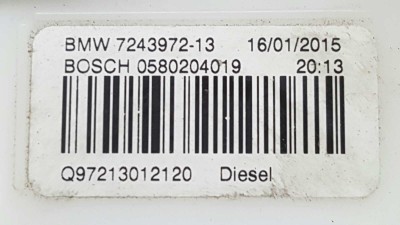 BMW 7243972-13 16/01/2015
BOSCH 0580204019 20:13
Q97213012120 Diesel